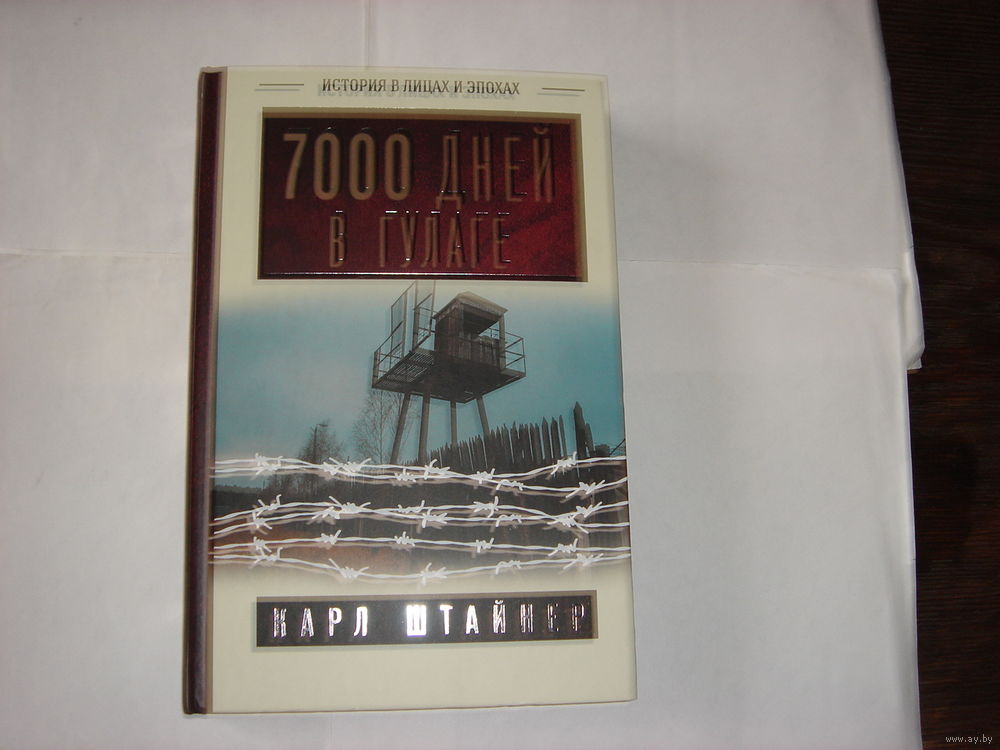 ИСТОРИЯ В ЛИЦАХ И ЭПОХАХ
7000 ДНЕЙ
В ГУЛАГЕ
КАРЛ ШТАЙНЕР
www.ay.by